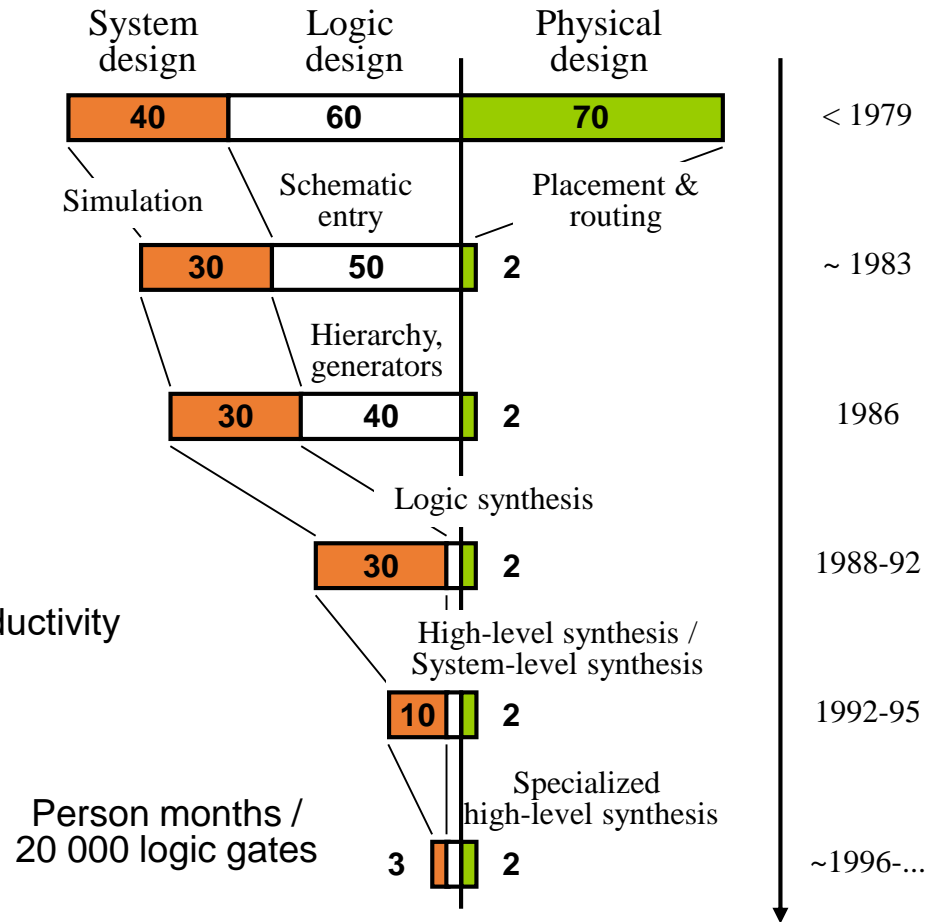 System design
Logic design
Physical design
40
60
70
< 1979
Simulation
Schematic
entry
Placement &
routing
30
50
2
~ 1983
Hierarchy,
generators
30
40
2
1986
Logic synthesis
30
2
1988-92
High-level synthesis /
System-level synthesis
10
2
1992-95
Specialized
high-level synthesis
Person months /
20 000 logic gates
3
2
~1996-...